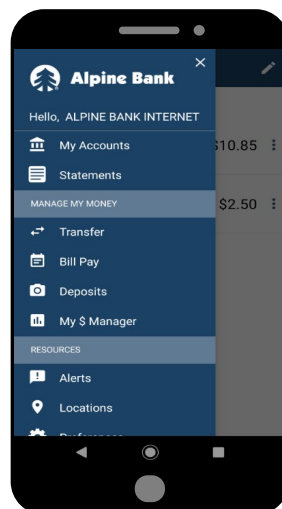 Alpine Bank
Hello, ALPINE BANK INTERNET
My Accounts
$10.85
Statements
MANAGE MY MONEY
$2.50
Transfer
Bill Pay
Deposits
My $ Manager
RESOURCES
Alerts
Locations
Preferences